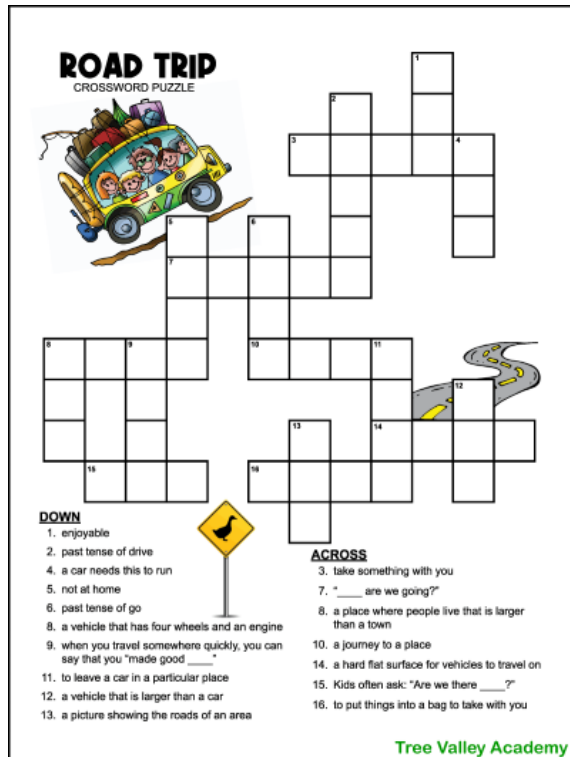 ROAD TRIP
CROSSWORD PUZZLE
1
2
3
4
5
6
7
8
9
10
11
12
13
14
15
16
DOWN
1. enjoyable
2. past tense of drive
4. a car needs this to run
5. not at home
6. past tense of go
8. a vehicle that has four wheels and an engine
9. when you travel somewhere quickly, you can
say that you "made good ____"
11. to leave a car in a particular place
12. a vehicle that is larger than a car
13. a picture showing the roads of an area
ACROSS
3. take something with you
7. "____ are we going?"
8. a place where people live that is larger
than a town
10. a journey to a place
14. a hard flat surface for vehicles to travel on
15. Kids often ask: "Are we there ____?"
16. to put things into a bag to take with you
Tree Valley Academy